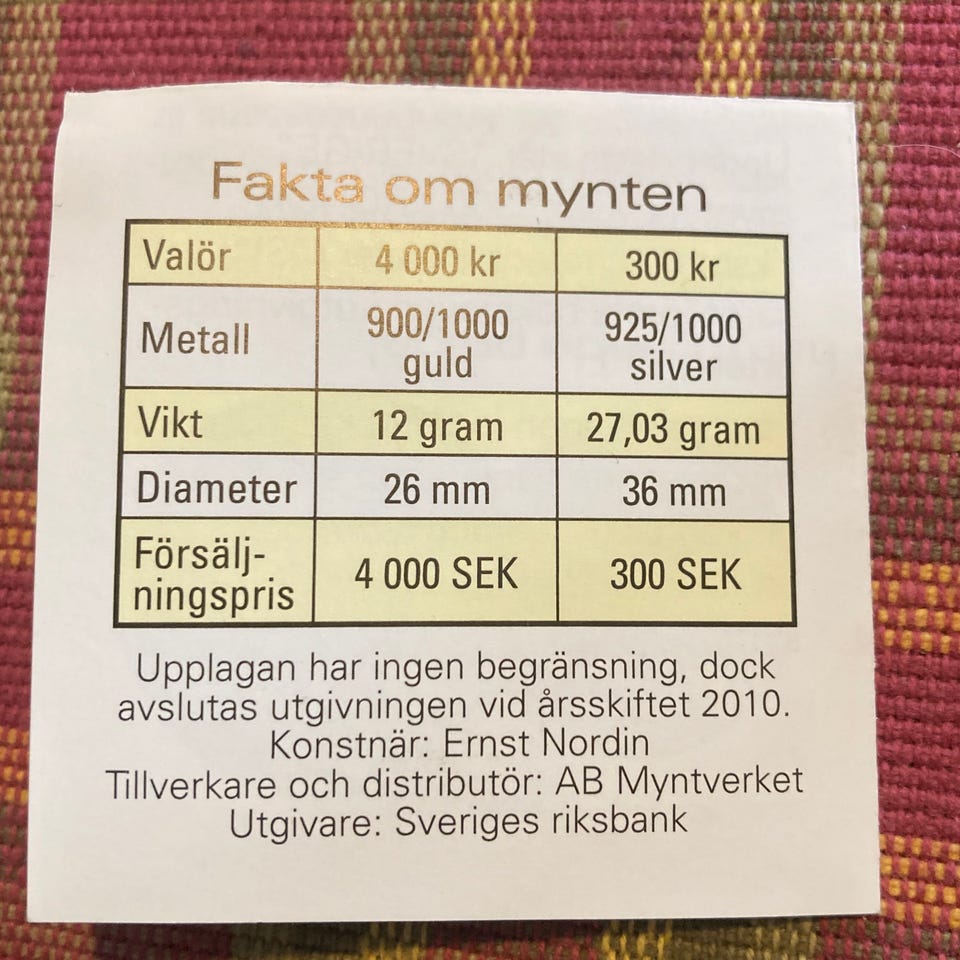 Fakta om mynten
Valör 4 000 kr 300 kr
Metall 900/1000 guld 925/1000 silver
Vikt 12 gram 27,03 gram
Diameter 26 mm 36 mm
Försälj-
ningspris 4 000 SEK 300 SEK
Upplagan har ingen begränsning, dock
avslutas utgivningen vid årsskiftet 2010.
Konstnär: Ernst Nordin
Tillverkare och distributör: AB Myntverket
Utgivare: Sveriges riksbank